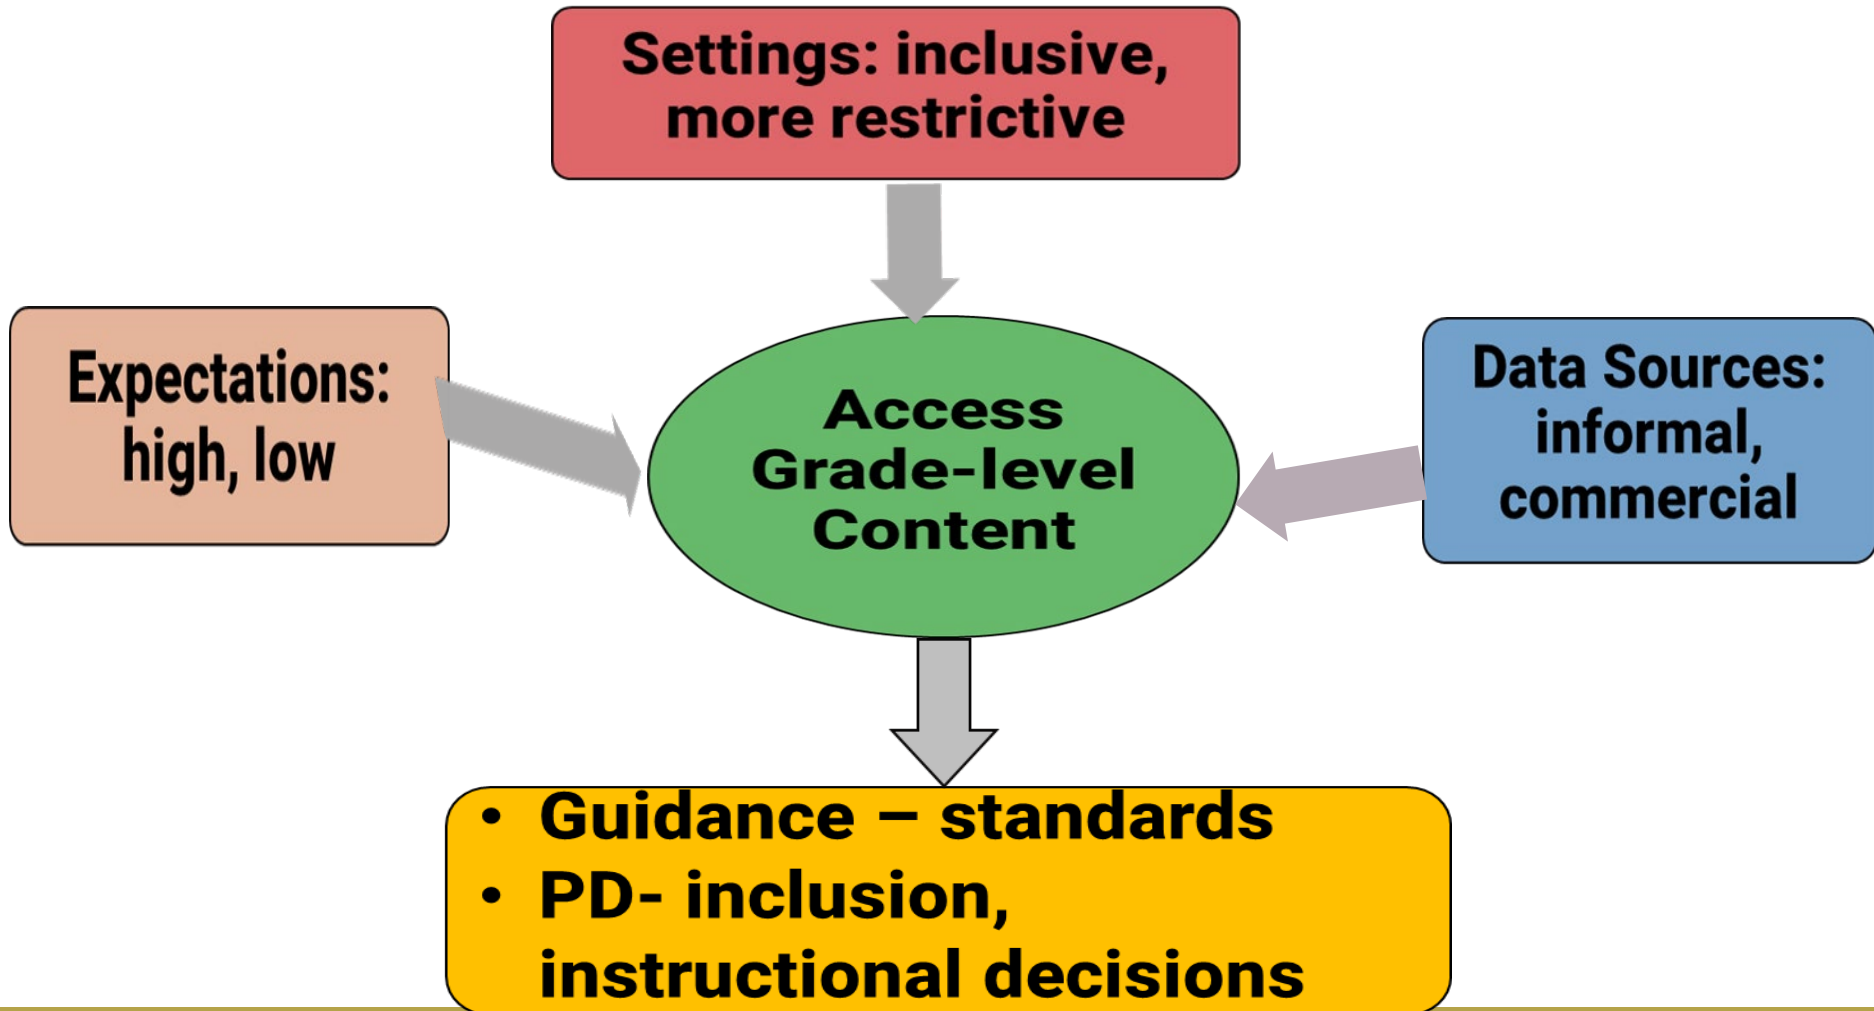 Settings: inclusive,
more restrictive
Expectations:
high, low
Access
Grade-level
Content
Data Sources:
informal,
commercial
• Guidance – standards
• PD- inclusion,
instructional decisions